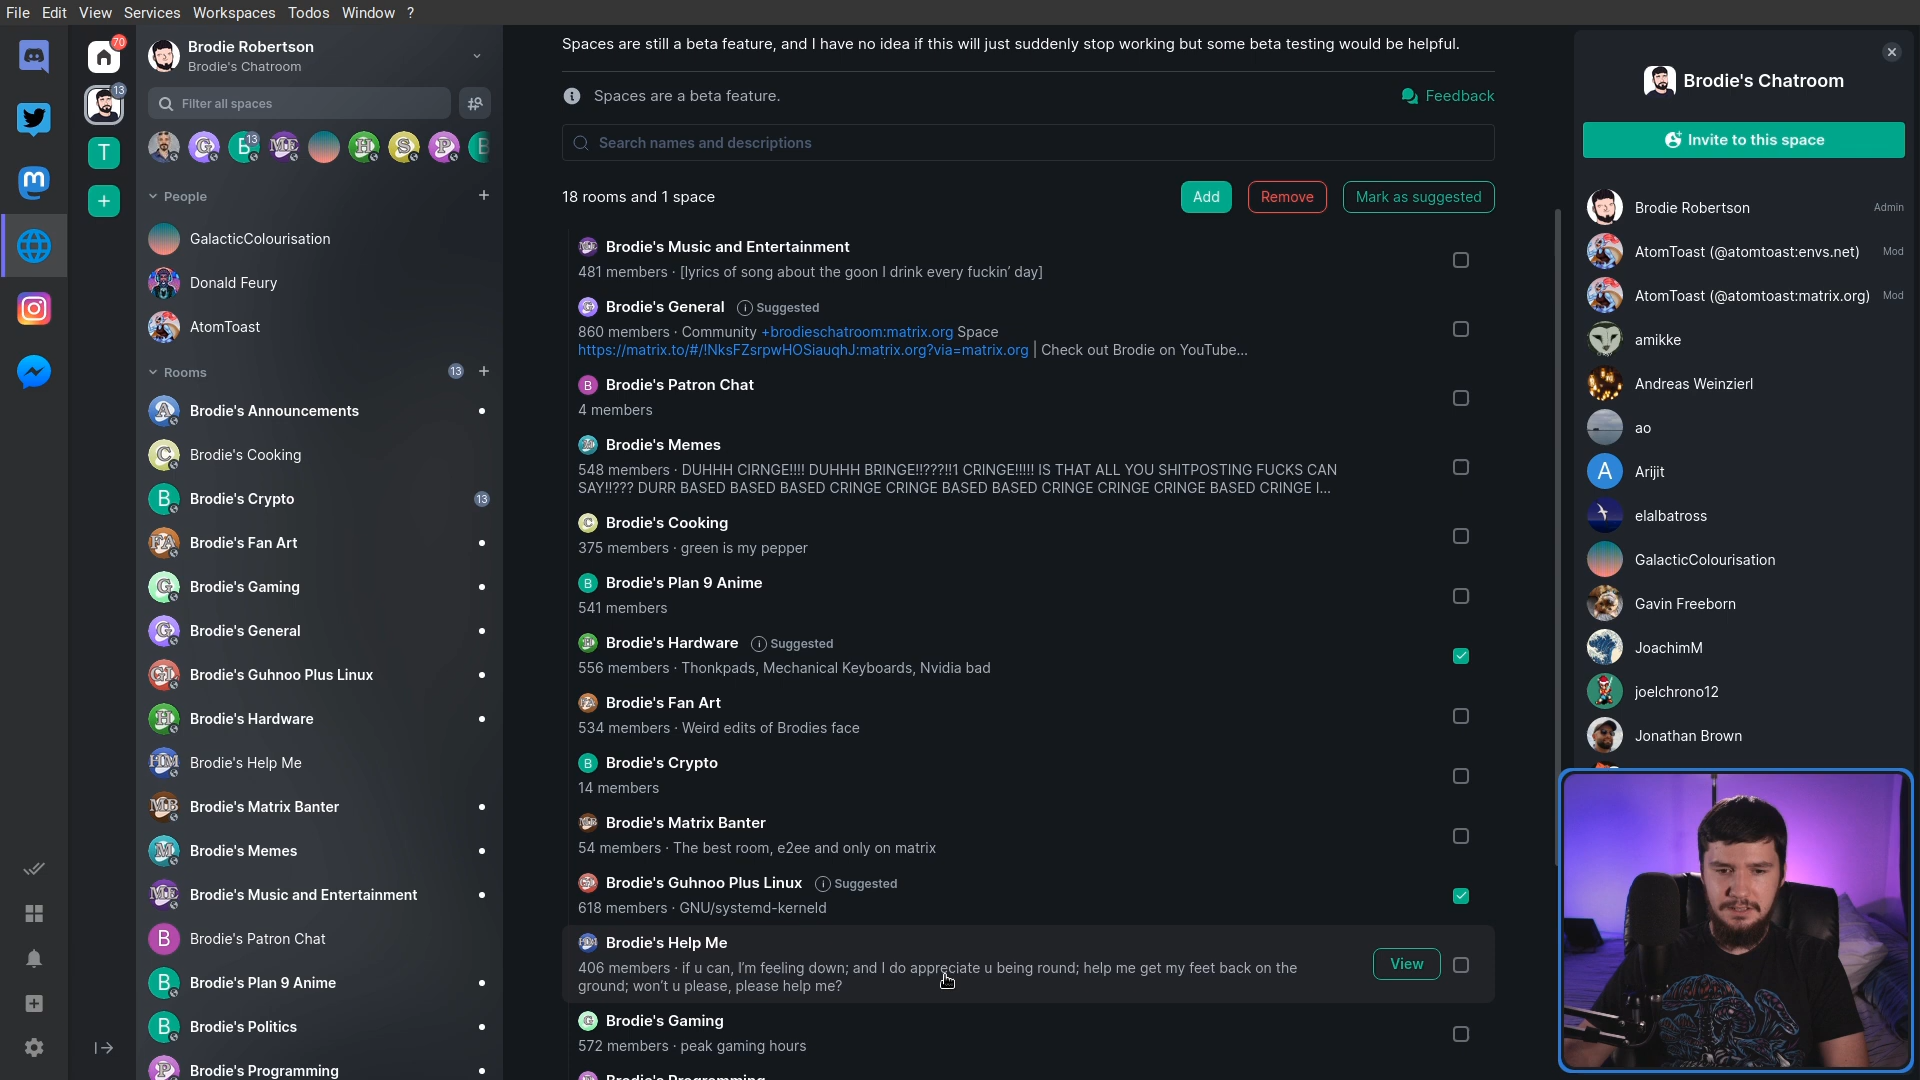 File Edit View Services Workspaces Todos Window ?
70
13
T
Brodie Robertson
Brodie's Chatroom
Filter all spaces
G B 13 ME H S P
People
GalacticColourisation
Donald Feury
AtomToast
Rooms 13
A Brodie's Announcements
C Brodie's Cooking
B Brodie's Crypto 13
FA Brodie's Fan Art
G Brodie's Gaming
G Brodie's General
Brodie's Guhnoo Plus Linux
H Brodie's Hardware
HM Brodie's Help Me
MB Brodie's Matrix Banter
M Brodie's Memes
ME Brodie's Music and Entertainment
B Brodie's Patron Chat
B Brodie's Plan 9 Anime
B Brodie's Politics
P Brodie's Programming
Spaces are still a beta feature, and I have no idea if this will just suddenly stop working but some beta testing would be helpful.
Spaces are a beta feature. Feedback
Search names and descriptions
18 rooms and 1 space Add Remove Mark as suggested
Brodie's Music and Entertainment
481 members · [lyrics of song about the goon I drink every fuckin’ day]
Brodie's General Suggested
860 members · Community +brodieschatroom:matrix.org Space
https://matrix.to/#/!NksFZsrpwHOSiauqhJ:matrix.org?via=matrix.org | Check out Brodie on YouTube...
B Brodie's Patron Chat
4 members
Brodie's Memes
548 members · DUHHH CIRNGE!!!! DUHHH BRINGE!!???!!1 CRINGE!!!!! IS THAT ALL YOU SHITPOSTING FUCKS CAN
SAY!!??? DURR BASED BASED BASED CRINGE CRINGE BASED BASED CRINGE CRINGE CRINGE BASED CRINGE I...
C Brodie's Cooking
375 members · green is my pepper
B Brodie's Plan 9 Anime
541 members
Brodie's Hardware Suggested
556 members · Thonkpads, Mechanical Keyboards, Nvidia bad
Brodie's Fan Art
534 members · Weird edits of Brodies face
B Brodie's Crypto
14 members
Brodie's Matrix Banter
54 members · The best room, e2ee and only on matrix
Brodie's Guhnoo Plus Linux Suggested
618 members · GNU/systemd-kerneld
Brodie's Help Me
406 members · if u can, I’m feeling down; and I do appreciate u being round; help me get my feet back on the
ground; won’t u please, please help me?
View
G Brodie's Gaming
572 members · peak gaming hours
Brodie's Programming
Brodie's Chatroom
Invite to this space
Brodie Robertson Admin
AtomToast (@atomtoast:envs.net) Mod
AtomToast (@atomtoast:matrix.org) Mod
amikke
Andreas Weinzierl
ao
A Arijit
elalbatross
GalacticColourisation
Gavin Freeborn
JoachimM
joelchrono12
Jonathan Brown